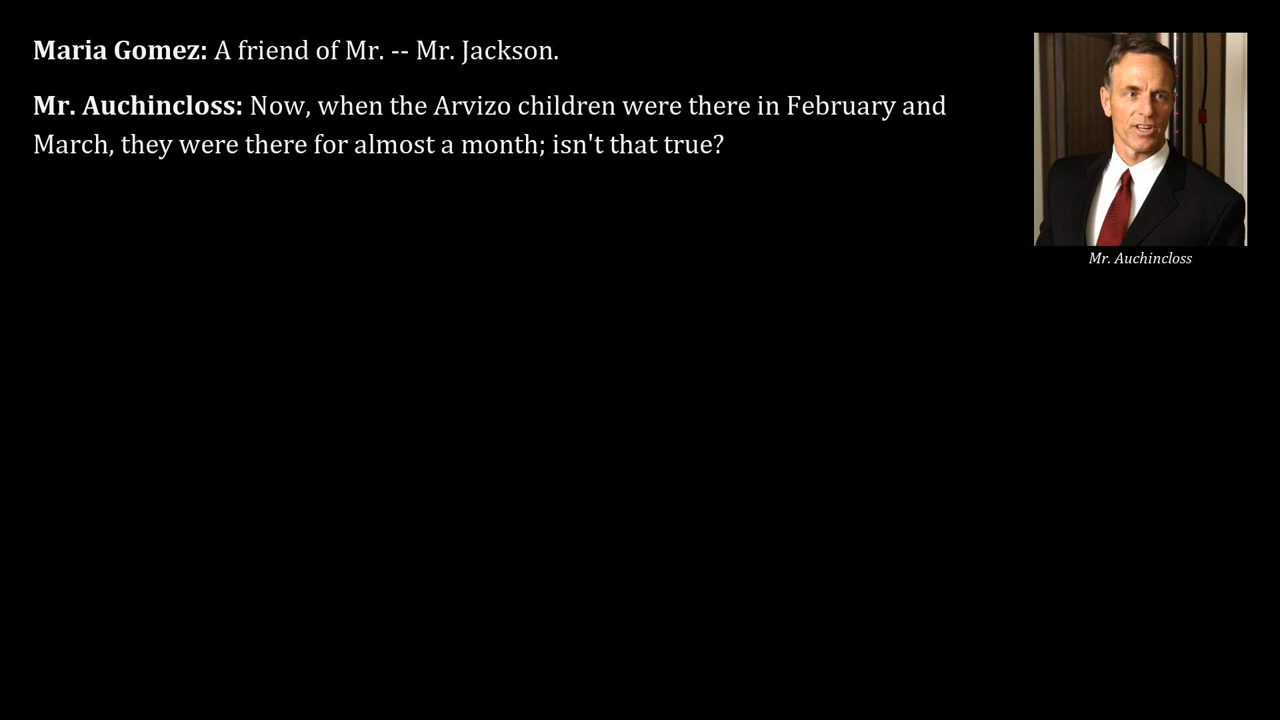 Maria Gomez: A friend of Mr. -- Mr. Jackson.
Mr. Auchincloss: Now, when the Arvizo children were there in February and
March, they were there for almost a month; isn't that true?
Mr. Auchincloss